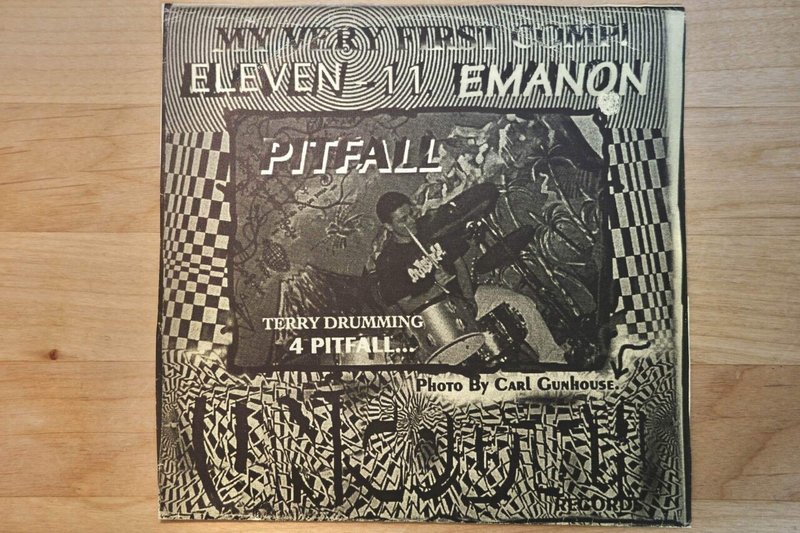 MY VERY FIRST COMP!
ELEVEN -11, EMANON
PITFALL
TERRY DRUMMING
4 PITFALL...
PHOTO BY CARL GUNHOUSE.
UNCOUTH
RECORDS